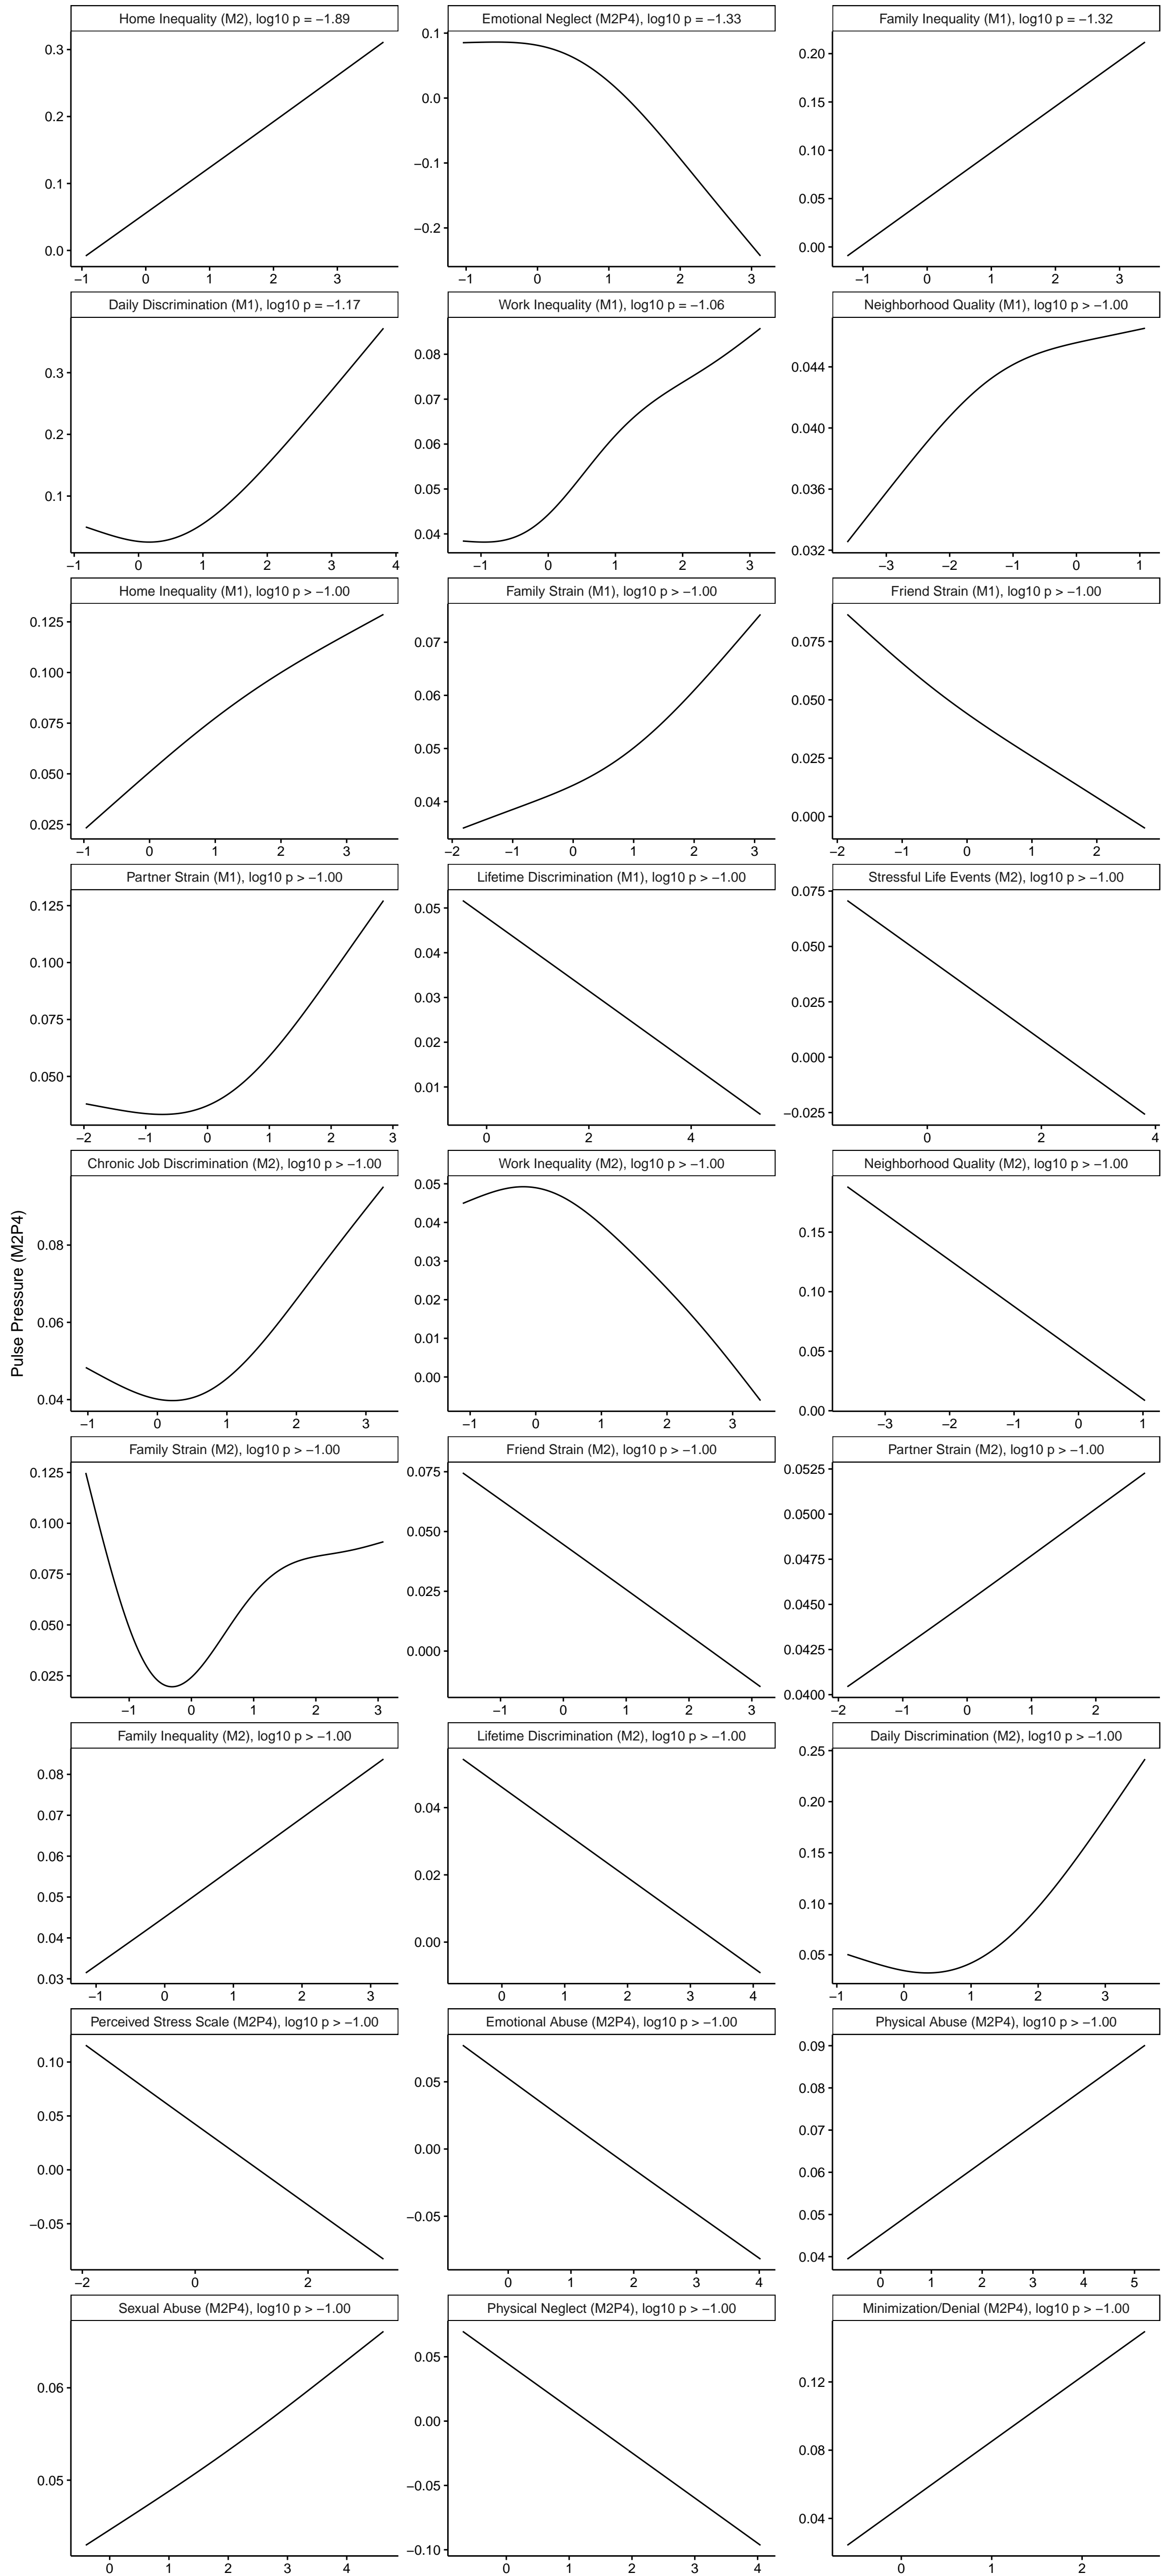 Home Inequality (M2), log10 p = −1.89
Emotional Neglect (M2P4), log10 p = −1.33
Family Inequality (M1), log10 p = −1.32
0.3
0.2
0.1
0.0
−1 0 1 2 3
0.1
0.0
−0.1
−0.2
−1 0 1 2 3
0.20
0.15
0.10
0.05
0.00
−1 0 1 2 3
Daily Discrimination (M1), log10 p = −1.17
Work Inequality (M1), log10 p = −1.06
Neighborhood Quality (M1), log10 p > −1.00
0.3
0.2
0.1
−1 0 1 2 3 4
0.08
0.07
0.06
0.05
0.04
−1 0 1 2 3
0.044
0.040
0.036
0.032
−3 −2 −1 0 1
Home Inequality (M1), log10 p > −1.00
Family Strain (M1), log10 p > −1.00
Friend Strain (M1), log10 p > −1.00
0.125
0.100
0.075
0.050
0.025
−1 0 1 2 3
0.07
0.06
0.05
0.04
−2 −1 0 1 2 3
0.075
0.050
0.025
0.000
−2 −1 0 1 2
Partner Strain (M1), log10 p > −1.00
Lifetime Discrimination (M1), log10 p > −1.00
Stressful Life Events (M2), log10 p > −1.00
0.125
0.100
0.075
0.050
−2 −1 0 1 2 3
0.05
0.04
0.03
0.02
0.01
0 2 4
0.075
0.050
0.025
0.000
−0.025
0 2 4
Pulse Pressure (M2P4)
Chronic Job Discrimination (M2), log10 p > −1.00
Work Inequality (M2), log10 p > −1.00
Neighborhood Quality (M2), log10 p > −1.00
0.08
0.06
0.04
−1 0 1 2 3
0.05
0.04
0.03
0.02
0.01
0.00
−1 0 1 2 3
0.15
0.10
0.05
0.00
−3 −2 −1 0 1
Family Strain (M2), log10 p > −1.00
Friend Strain (M2), log10 p > −1.00
Partner Strain (M2), log10 p > −1.00
0.125
0.100
0.075
0.050
0.025
−1 0 1 2 3
0.075
0.050
0.025
0.000
−1 0 1 2 3
0.0525
0.0500
0.0475
0.0450
0.0425
0.0400
−2 −1 0 1 2
Family Inequality (M2), log10 p > −1.00
Lifetime Discrimination (M2), log10 p > −1.00
Daily Discrimination (M2), log10 p > −1.00
0.08
0.07
0.06
0.05
0.04
0.03
−1 0 1 2 3
0.04
0.02
0.00
0 1 2 3 4
0.25
0.20
0.15
0.10
0.05
−1 0 1 2 3
Perceived Stress Scale (M2P4), log10 p > −1.00
Emotional Abuse (M2P4), log10 p > −1.00
Physical Abuse (M2P4), log10 p > −1.00
0.10
0.05
0.00
−0.05
−2 0 2
0.05
0.00
−0.05
0 1 2 3 4
0.09
0.08
0.07
0.06
0.05
0.04
0 1 2 3 4 5
Sexual Abuse (M2P4), log10 p > −1.00
Physical Neglect (M2P4), log10 p > −1.00
Minimization/Denial (M2P4), log10 p > −1.00
0.06
0.05
0 1 2 3 4
0.05
0.00
−0.05
−0.10
0 1 2 3 4
0.12
0.08
0.04
0 1 2